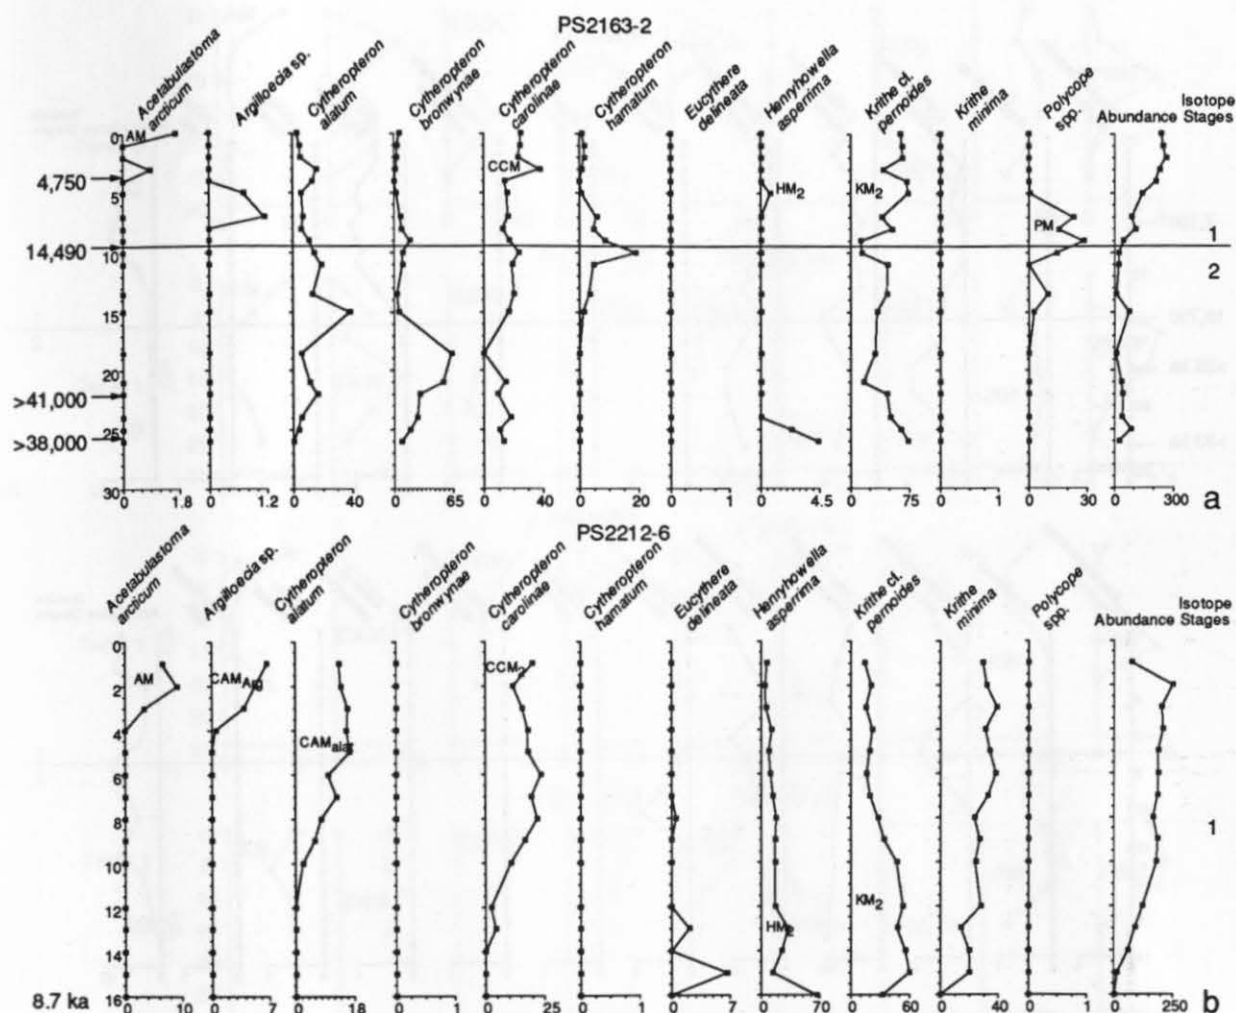 PS2163-2
Acetabulastoma arcticum
Argilloecia sp.
Cytheropteron alatum
Cytheropteron bromwynae
Cytheropteron carolinae
Cytheropteron hamatum
Eucythere delineata
Henryhowella asperrima
Krithe cf. pernoides
Krithe minima
Polycope spp.
Abundance
Isotope Stages
AM
CCM
HM2
KM2
PM
0
4,750
5
14,490
10
15
20
>41,000
25
>38,000
30
1
2
0 1.8 0 1.2 0 40 0 65 0 40 0 20 0 1 0 4.5 0 75 0 1 0 30 0 300
a
PS2212-6
Acetabulastoma arcticum
Argilloecia sp.
Cytheropteron alatum
Cytheropteron bromwynae
Cytheropteron carolinae
Cytheropteron hamatum
Eucythere delineata
Henryhowella asperrima
Krithe cf. pernoides
Krithe minima
Polycope spp.
Abundance
Isotope Stages
AM
CAMArg
CAMala
CCM2
HM2
KM2
0
2
4
6
8
10
12
14
16
8.7 ka
1
0 10 0 7 0 18 0 1 0 25 0 1 0 7 0 70 0 60 0 40 0 1 0 250
b